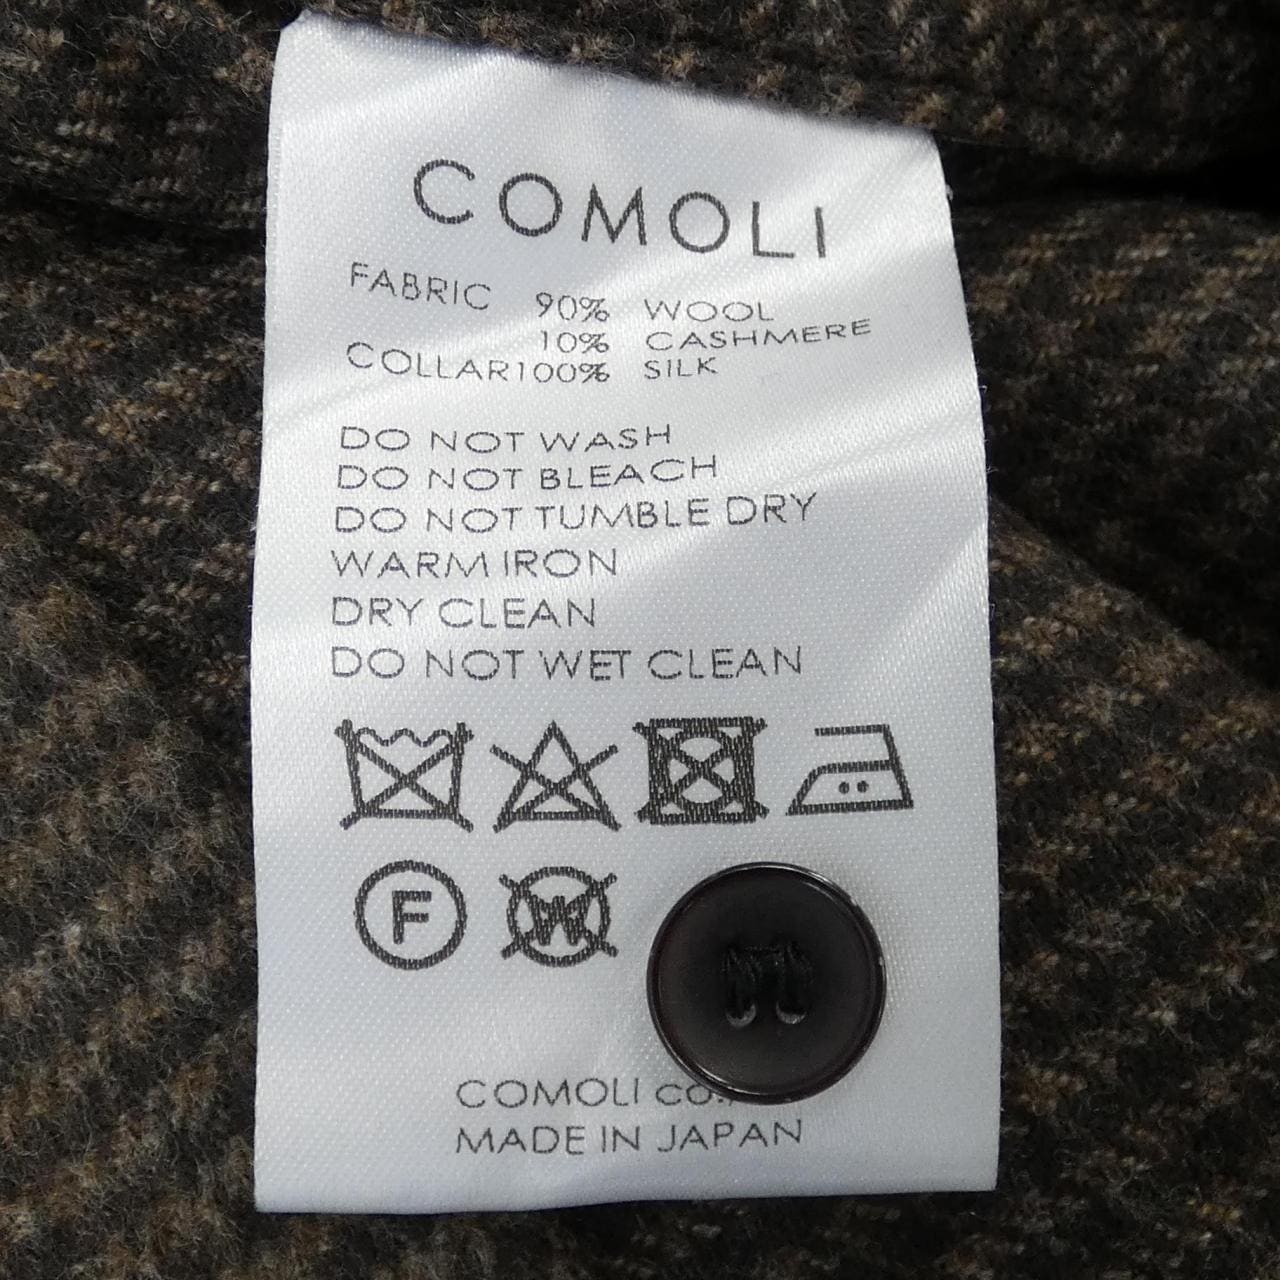 COMOLI
FABRIC 90% WOOL
10% CASHMERE
COLLAR100% SILK
DO NOT WASH
DO NOT BLEACH
DO NOT TUMBLE DRY
WARM IRON
DRY CLEAN
DO NOT WET CLEAN
F W
COMOLI CO.,
MADE IN JAPAN